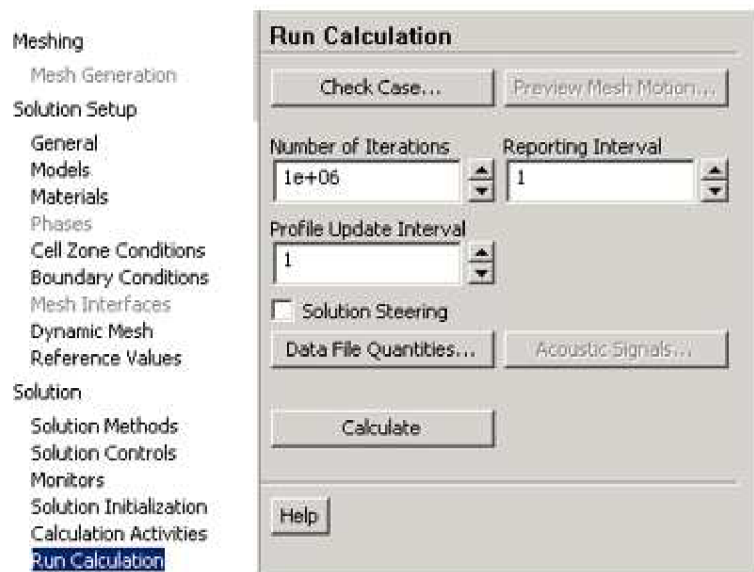 Meshing
Mesh Generation
Solution Setup
General
Models
Materials
Phases
Cell Zone Conditions
Boundary Conditions
Mesh Interfaces
Dynamic Mesh
Reference Values
Solution
Solution Methods
Solution Controls
Monitors
Solution Initialization
Calculation Activities
Run Calculation
Run Calculation
Check Case... Preview Mesh Motion...
Number of Iterations Reporting Interval
1e+06 1
Profile Update Interval
1
Solution Steering
Data File Quantities... Acoustic Signals...
Calculate
Help